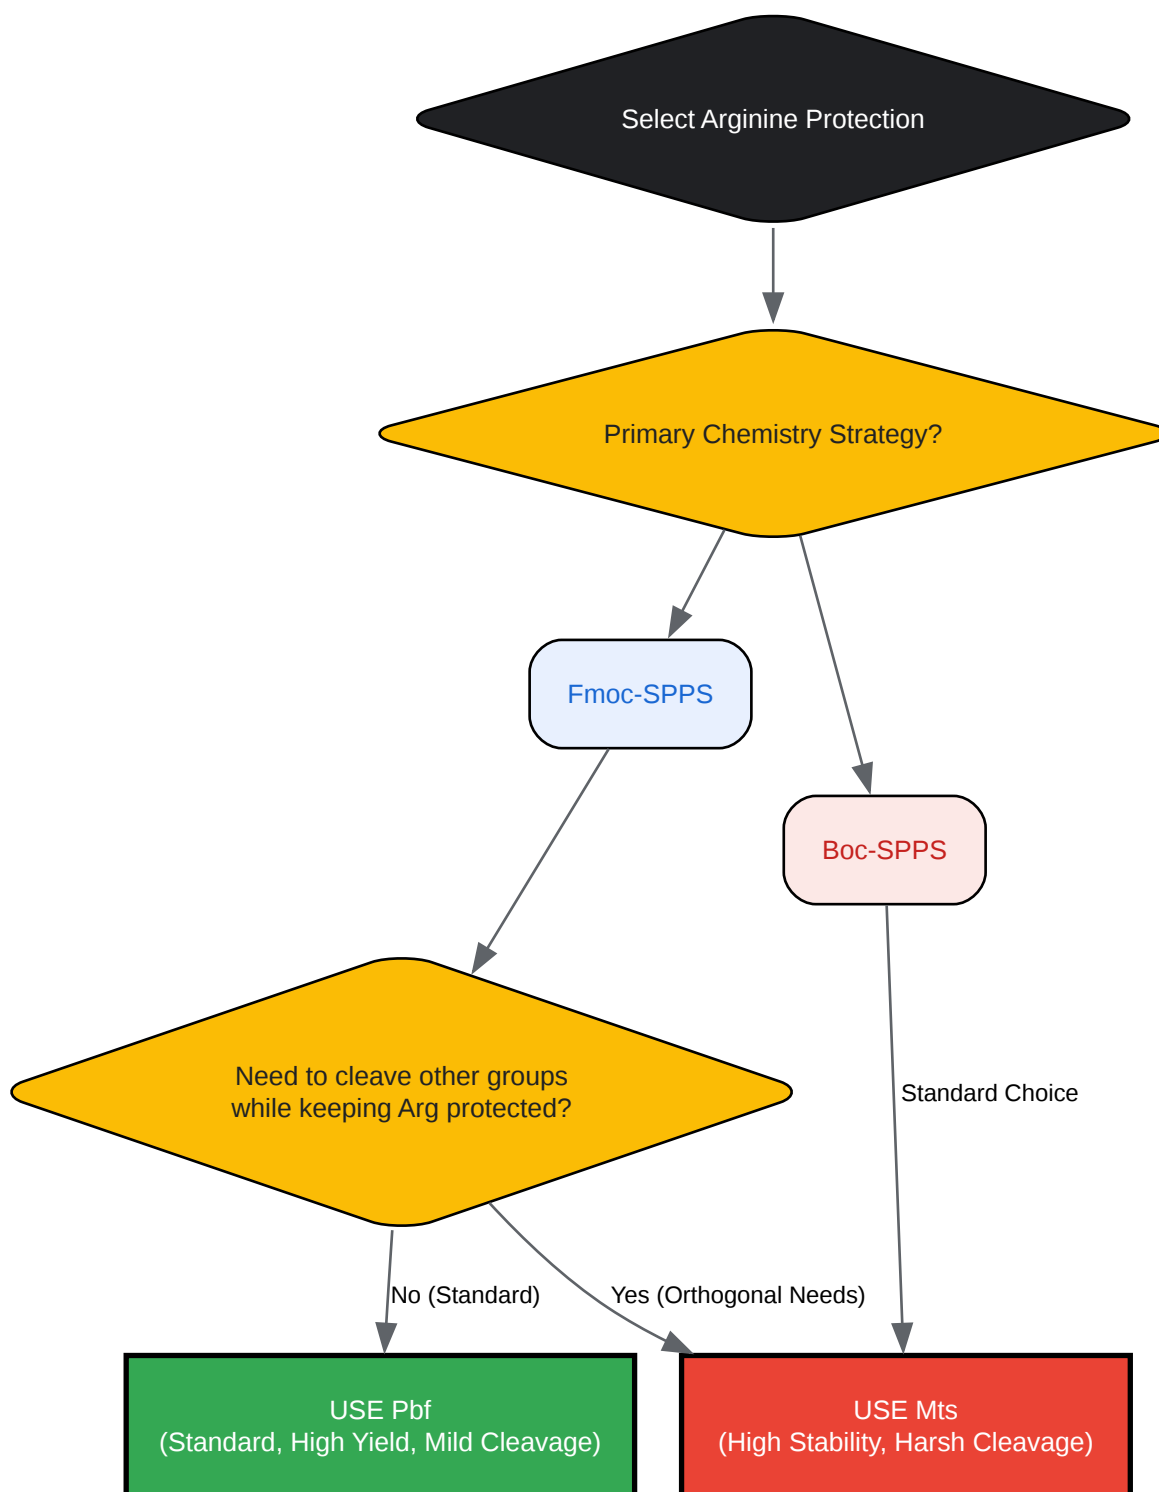 Select Arginine Protection
Primary Chemistry Strategy?
Fmoc-SPPS
Boc-SPPS
Need to cleave other groups
while keeping Arg protected?
Standard Choice
No (Standard)
Yes (Orthogonal Needs)
USE Pbf
(Standard, High Yield, Mild Cleavage)
USE Mts
(High Stability, Harsh Cleavage)